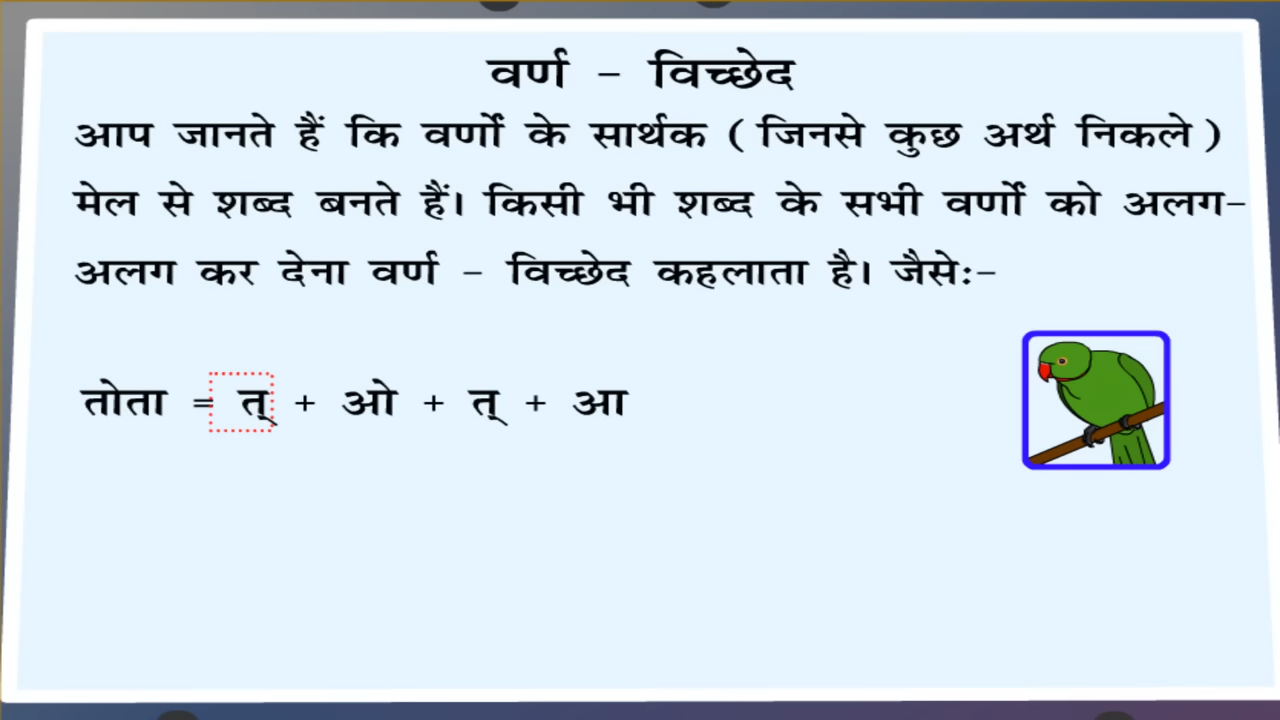 वर्ण - विच्छेद
आप जानते हैं कि वर्णों के सार्थक ( जिनसे कुछ अर्थ निकले )
मेल से शब्द बनते हैं। किसी भी शब्द के सभी वर्णों को अलग-
अलग कर देना वर्ण - विच्छेद कहलाता है। जैसेः-
तोता = त् + ओ + त् + आ